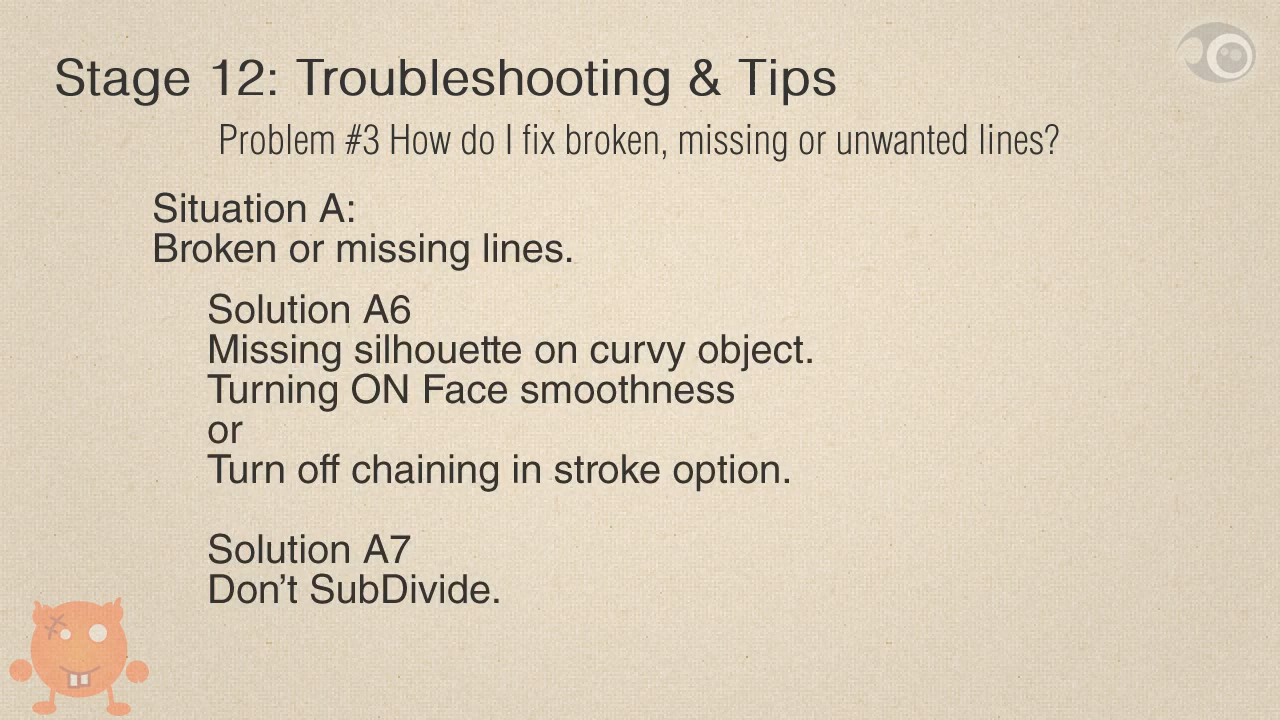 Stage 12: Troubleshooting & Tips
Problem #3 How do I fix broken, missing or unwanted lines?
Situation A:
Broken or missing lines.
Solution A6
Missing silhouette on curvy object.
Turning ON Face smoothness
or
Turn off chaining in stroke option.
Solution A7
Don’t SubDivide.